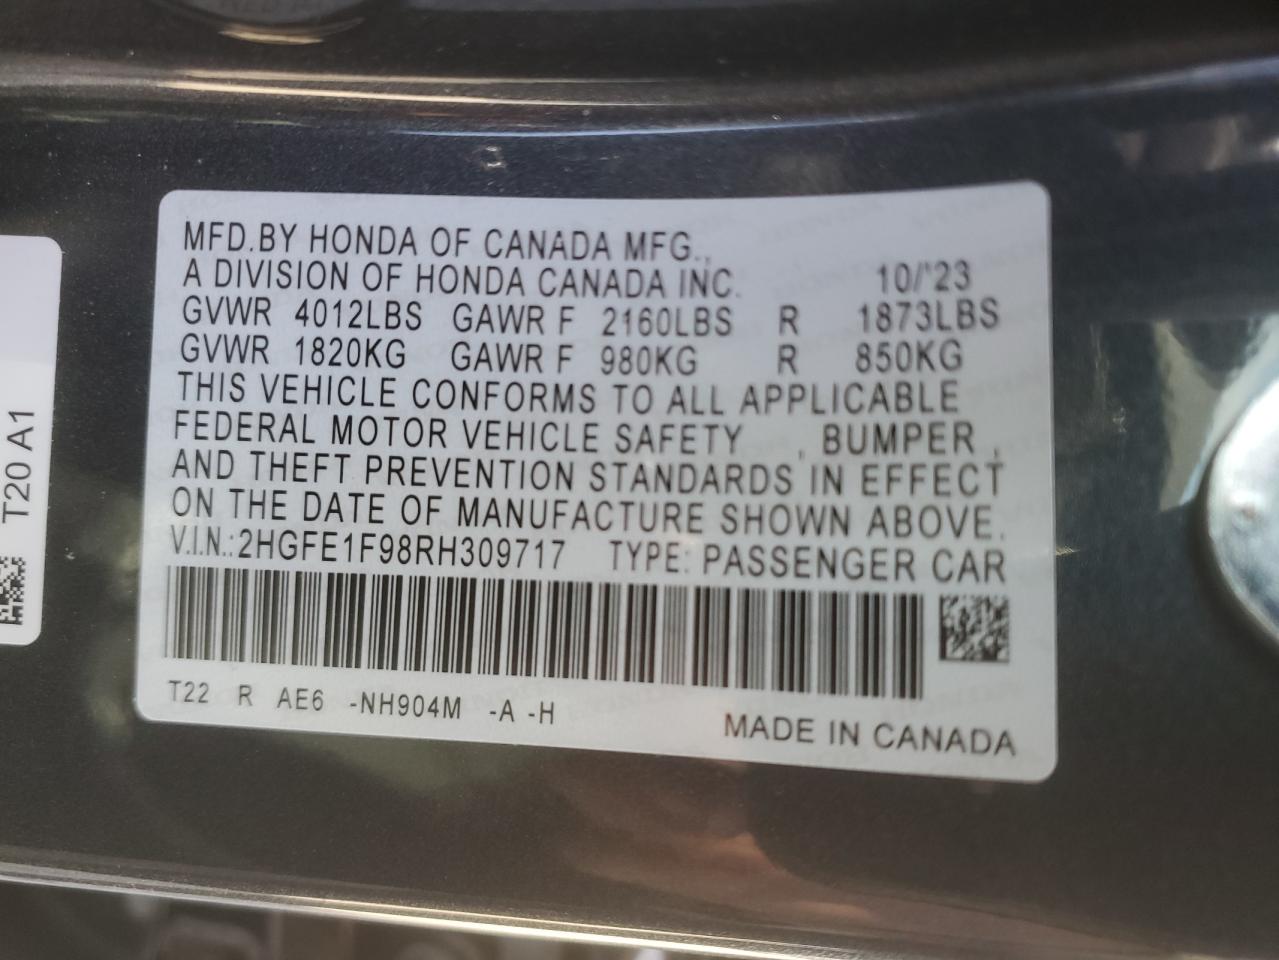 MFD.BY HONDA OF CANADA MFG.,
A DIVISION OF HONDA CANADA INC. 10/'23
GVWR 4012LBS GAWR F 2160LBS R 1873LBS
GVWR 1820KG GAWR F 980KG R 850KG
THIS VEHICLE CONFORMS TO ALL APPLICABLE
FEDERAL MOTOR VEHICLE SAFETY , BUMPER ,
AND THEFT PREVENTION STANDARDS IN EFFECT
ON THE DATE OF MANUFACTURE SHOWN ABOVE.
V.I.N.:2HGFE1F98RH309717 TYPE: PASSENGER CAR
T22 R AE6 -NH904M -A -H
MADE IN CANADA
T20 A1